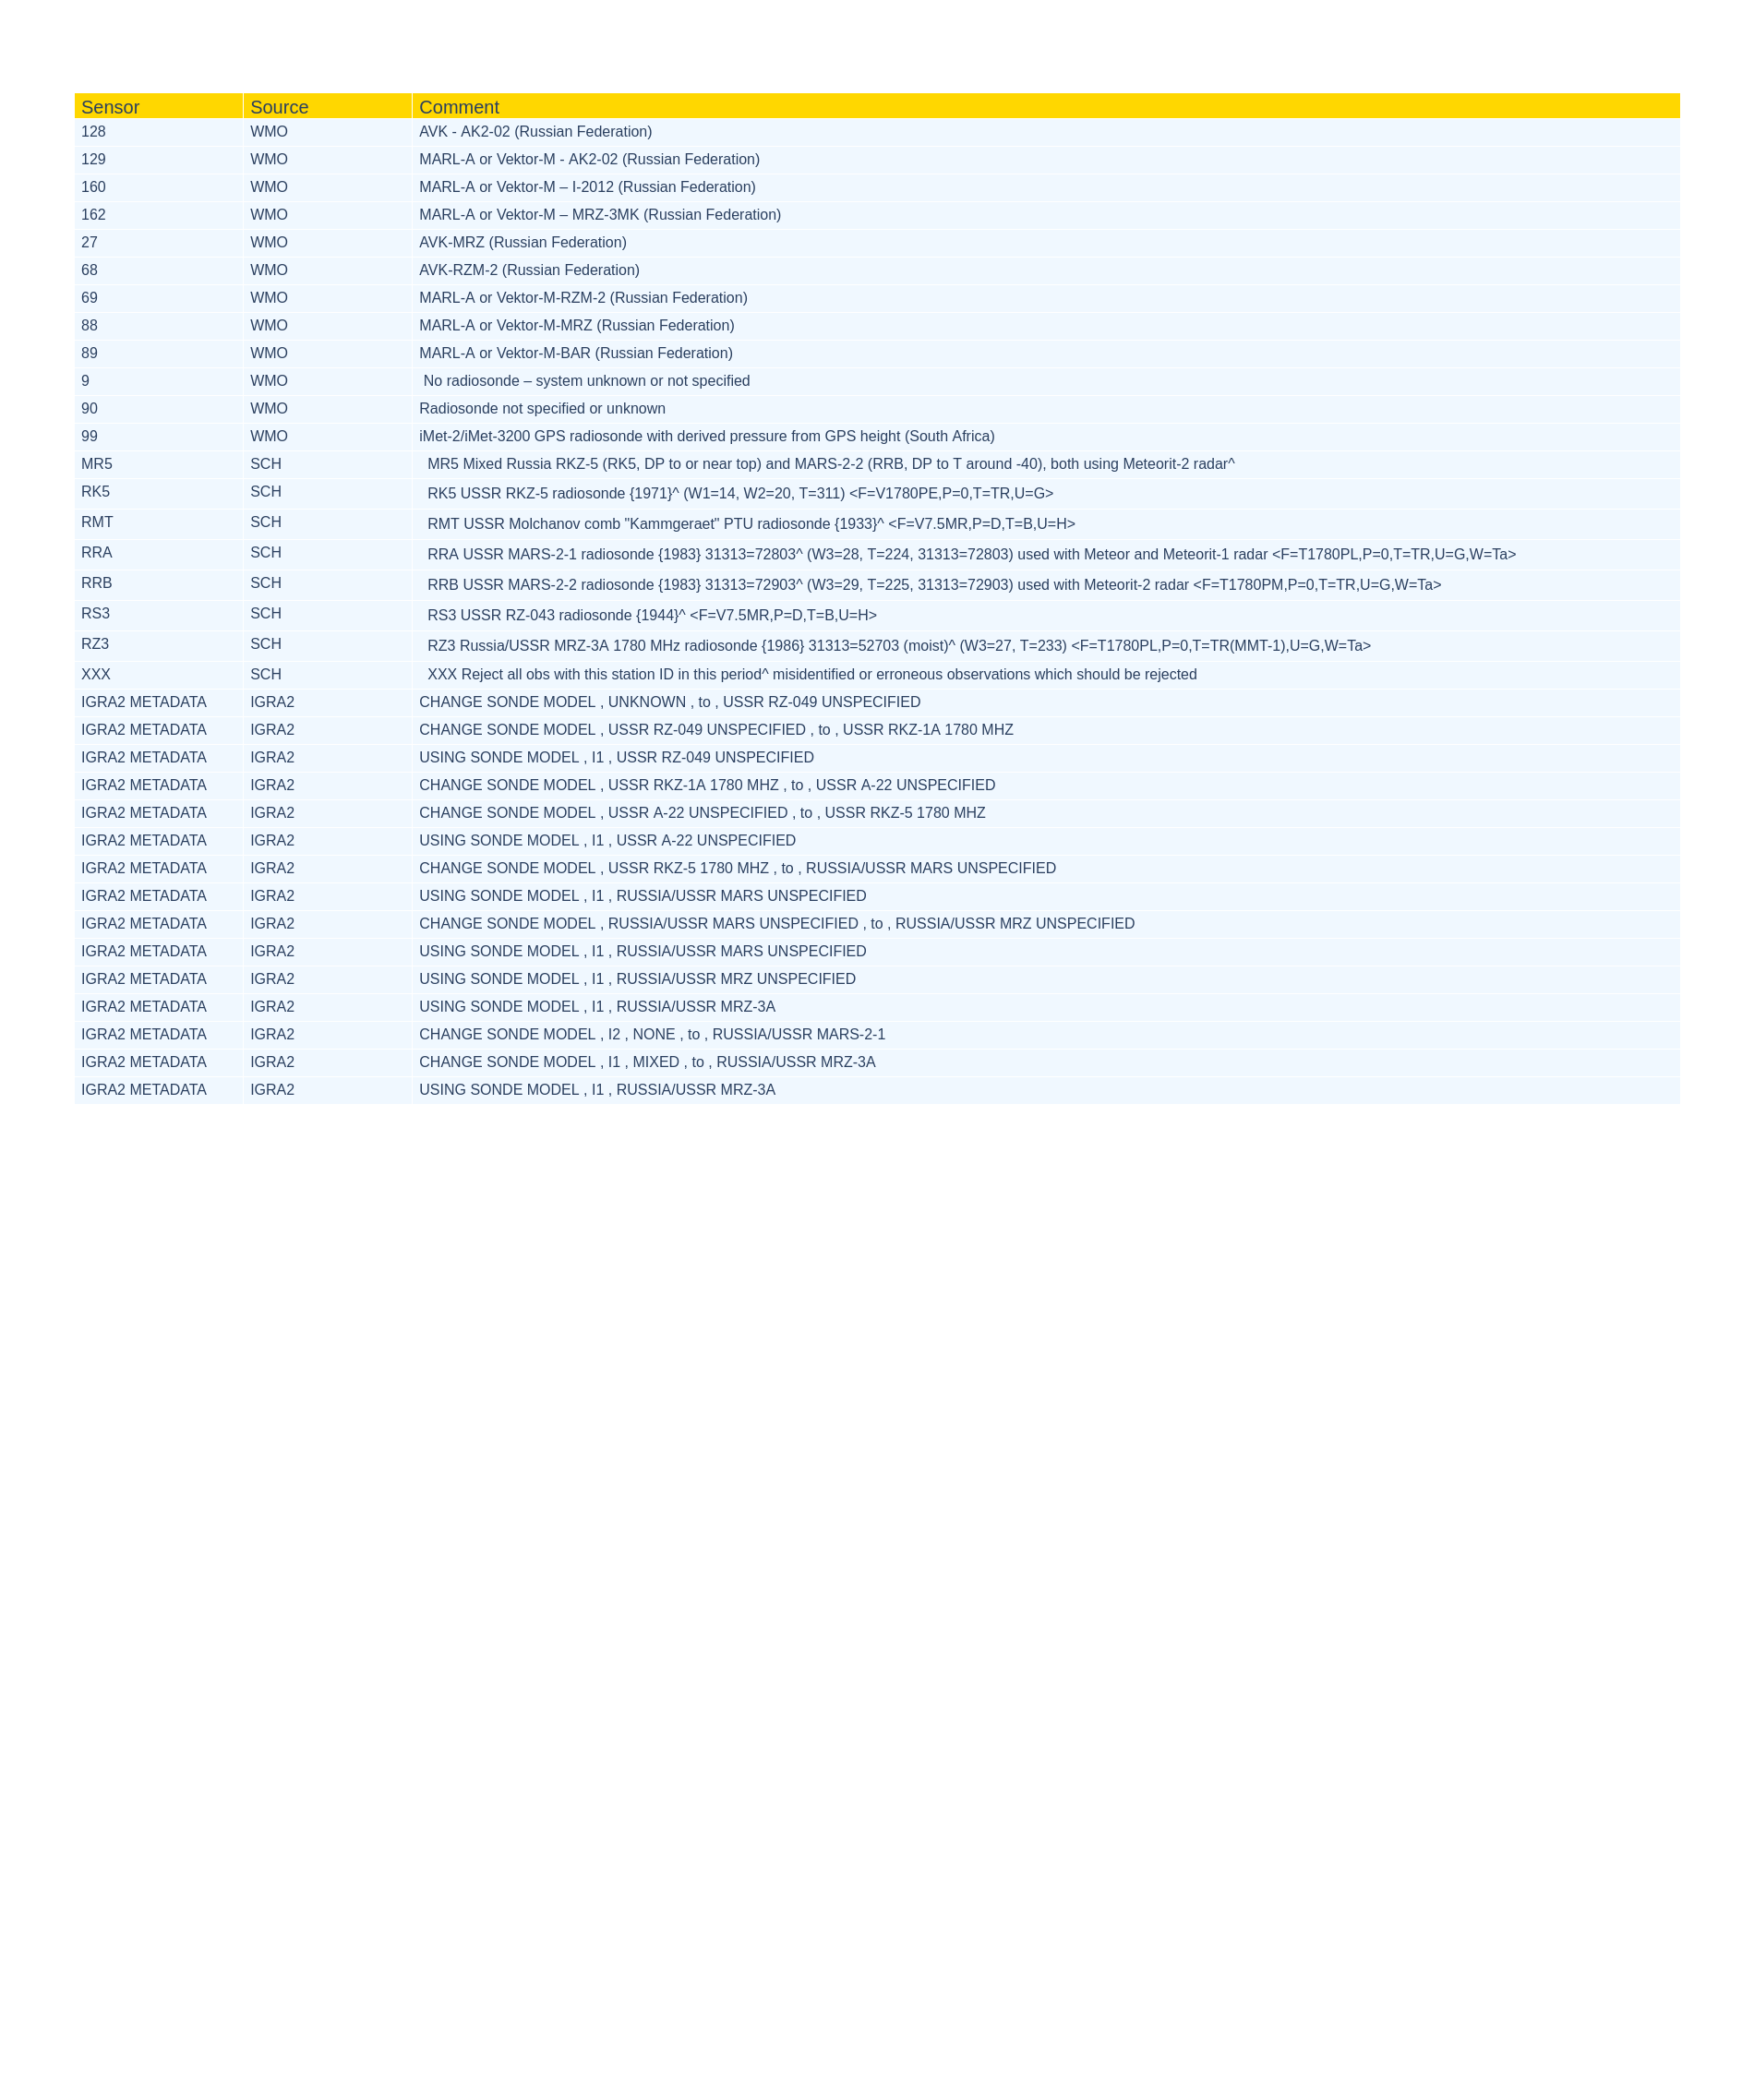 Sensor Source Comment
128 WMO AVK - AK2-02 (Russian Federation)
129 WMO MARL-A or Vektor-M - AK2-02 (Russian Federation)
160 WMO MARL-A or Vektor-M – I-2012 (Russian Federation)
162 WMO MARL-A or Vektor-M – MRZ-3MK (Russian Federation)
27 WMO AVK-MRZ (Russian Federation)
68 WMO AVK-RZM-2 (Russian Federation)
69 WMO MARL-A or Vektor-M-RZM-2 (Russian Federation)
88 WMO MARL-A or Vektor-M-MRZ (Russian Federation)
89 WMO MARL-A or Vektor-M-BAR (Russian Federation)
9 WMO No radiosonde – system unknown or not specified
90 WMO Radiosonde not specified or unknown
99 WMO iMet-2/iMet-3200 GPS radiosonde with derived pressure from GPS height (South Africa)
MR5 SCH MR5 Mixed Russia RKZ-5 (RK5, DP to or near top) and MARS-2-2 (RRB, DP to T around -40), both using Meteorit-2 radar^
RK5 SCH RK5 USSR RKZ-5 radiosonde {1971}^ (W1=14, W2=20, T=311) <F=V1780PE,P=0,T=TR,U=G>
RMT SCH RMT USSR Molchanov comb "Kammgeraet" PTU radiosonde {1933}^ <F=V7.5MR,P=D,T=B,U=H>
RRA SCH RRA USSR MARS-2-1 radiosonde {1983} 31313=72803^ (W3=28, T=224, 31313=72803) used with Meteor and Meteorit-1 radar <F=T1780PL,P=0,T=TR,U=G,W=Ta>
RRB SCH RRB USSR MARS-2-2 radiosonde {1983} 31313=72903^ (W3=29, T=225, 31313=72903) used with Meteorit-2 radar <F=T1780PM,P=0,T=TR,U=G,W=Ta>
RS3 SCH RS3 USSR RZ-043 radiosonde {1944}^ <F=V7.5MR,P=D,T=B,U=H>
RZ3 SCH RZ3 Russia/USSR MRZ-3A 1780 MHz radiosonde {1986} 31313=52703 (moist)^ (W3=27, T=233) <F=T1780PL,P=0,T=TR(MMT-1),U=G,W=Ta>
XXX SCH XXX Reject all obs with this station ID in this period^ misidentified or erroneous observations which should be rejected
IGRA2 METADATA IGRA2 CHANGE SONDE MODEL , UNKNOWN , to , USSR RZ-049 UNSPECIFIED
IGRA2 METADATA IGRA2 CHANGE SONDE MODEL , USSR RZ-049 UNSPECIFIED , to , USSR RKZ-1A 1780 MHZ
IGRA2 METADATA IGRA2 USING SONDE MODEL , I1 , USSR RZ-049 UNSPECIFIED
IGRA2 METADATA IGRA2 CHANGE SONDE MODEL , USSR RKZ-1A 1780 MHZ , to , USSR A-22 UNSPECIFIED
IGRA2 METADATA IGRA2 CHANGE SONDE MODEL , USSR A-22 UNSPECIFIED , to , USSR RKZ-5 1780 MHZ
IGRA2 METADATA IGRA2 USING SONDE MODEL , I1 , USSR A-22 UNSPECIFIED
IGRA2 METADATA IGRA2 CHANGE SONDE MODEL , USSR RKZ-5 1780 MHZ , to , RUSSIA/USSR MARS UNSPECIFIED
IGRA2 METADATA IGRA2 USING SONDE MODEL , I1 , RUSSIA/USSR MARS UNSPECIFIED
IGRA2 METADATA IGRA2 CHANGE SONDE MODEL , RUSSIA/USSR MARS UNSPECIFIED , to , RUSSIA/USSR MRZ UNSPECIFIED
IGRA2 METADATA IGRA2 USING SONDE MODEL , I1 , RUSSIA/USSR MARS UNSPECIFIED
IGRA2 METADATA IGRA2 USING SONDE MODEL , I1 , RUSSIA/USSR MRZ UNSPECIFIED
IGRA2 METADATA IGRA2 USING SONDE MODEL , I1 , RUSSIA/USSR MRZ-3A
IGRA2 METADATA IGRA2 CHANGE SONDE MODEL , I2 , NONE , to , RUSSIA/USSR MARS-2-1
IGRA2 METADATA IGRA2 CHANGE SONDE MODEL , I1 , MIXED , to , RUSSIA/USSR MRZ-3A
IGRA2 METADATA IGRA2 USING SONDE MODEL , I1 , RUSSIA/USSR MRZ-3A